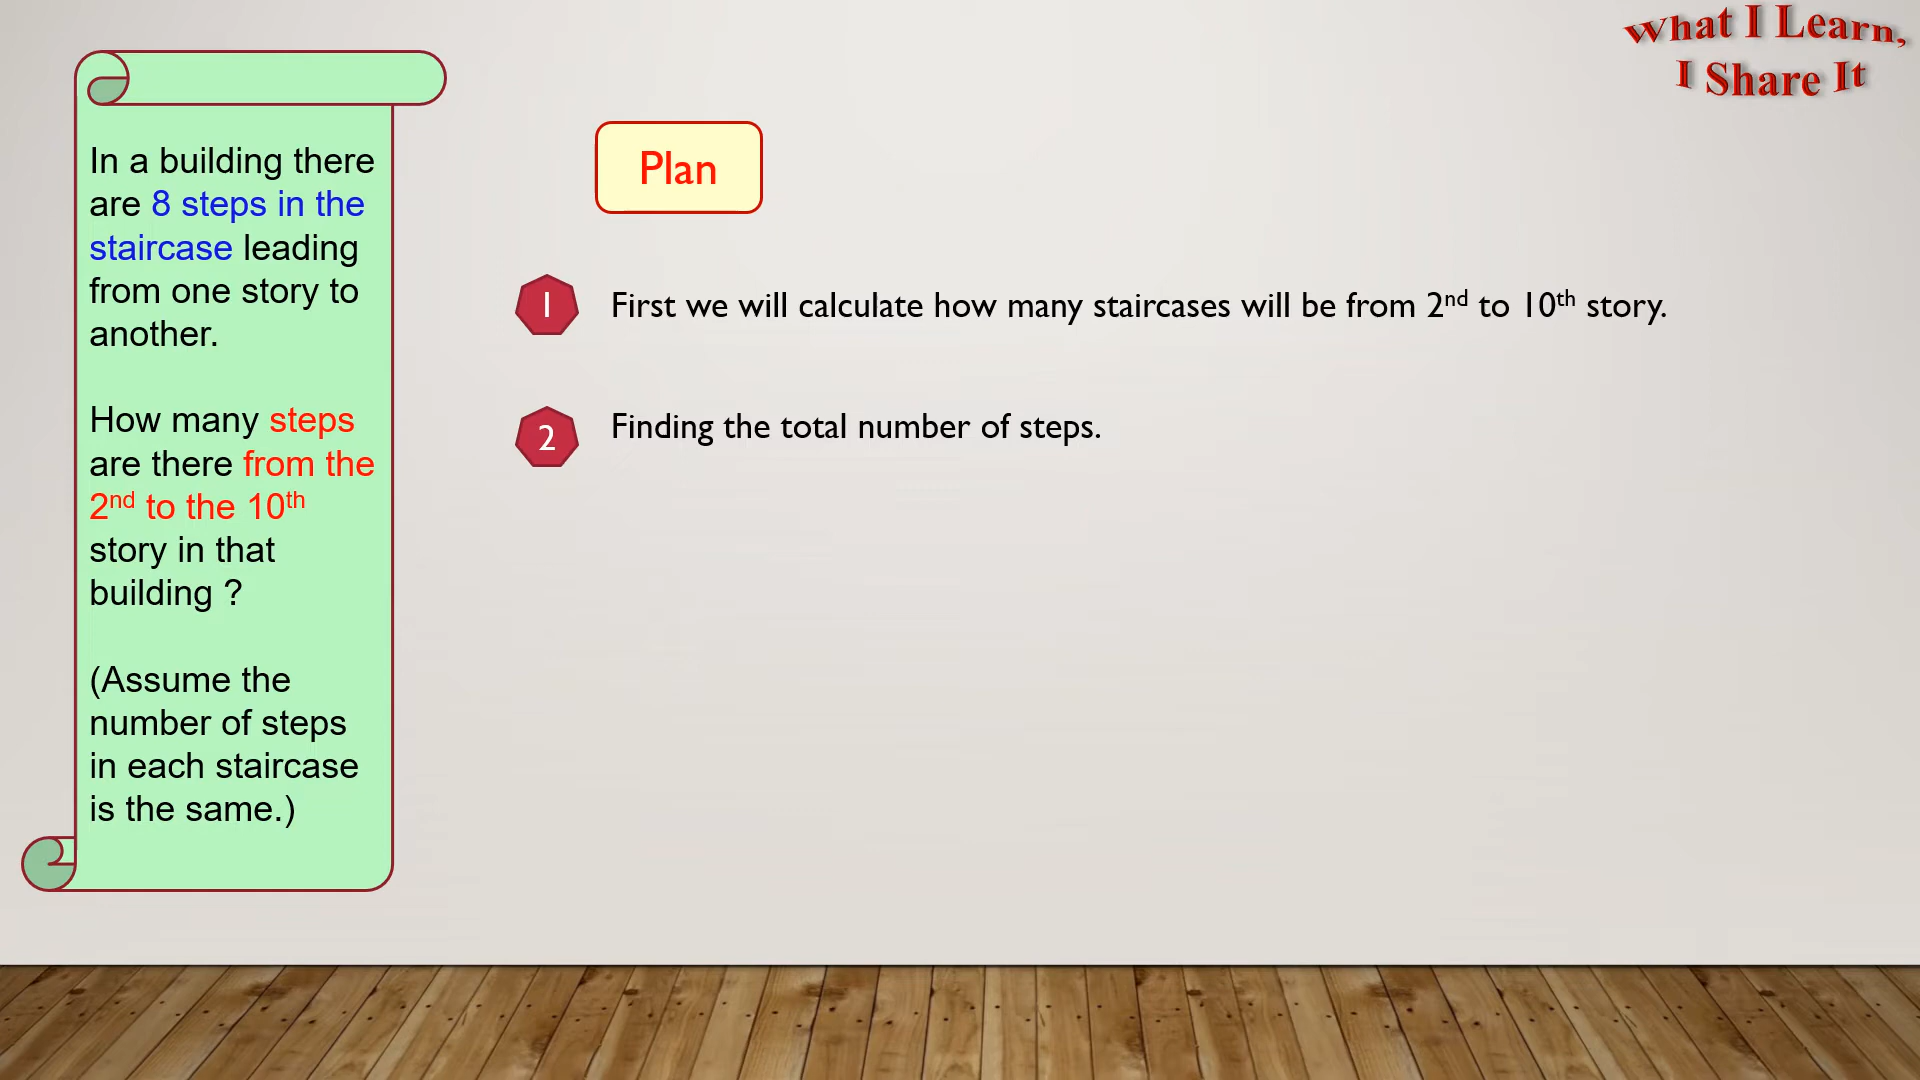 What I Learn,
I Share It
In a building there
are 8 steps in the
staircase leading
from one story to
another.
How many steps
are there from the
2nd to the 10th
story in that
building ?
(Assume the
number of steps
in each staircase
is the same.)
Plan
1 First we will calculate how many staircases will be from 2nd to 10th story.
2 Finding the total number of steps.